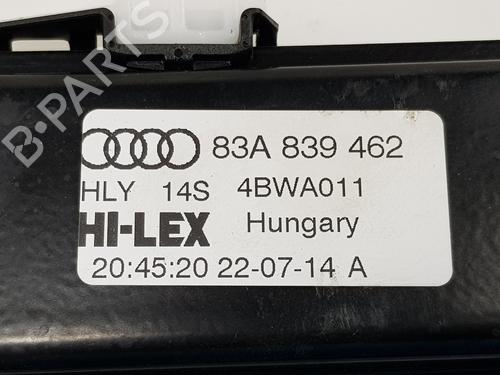 B-PARTS
83A 839 462
HLY 14S 4BWA011
HI-LEX Hungary
20:45:20 22-07-14 A